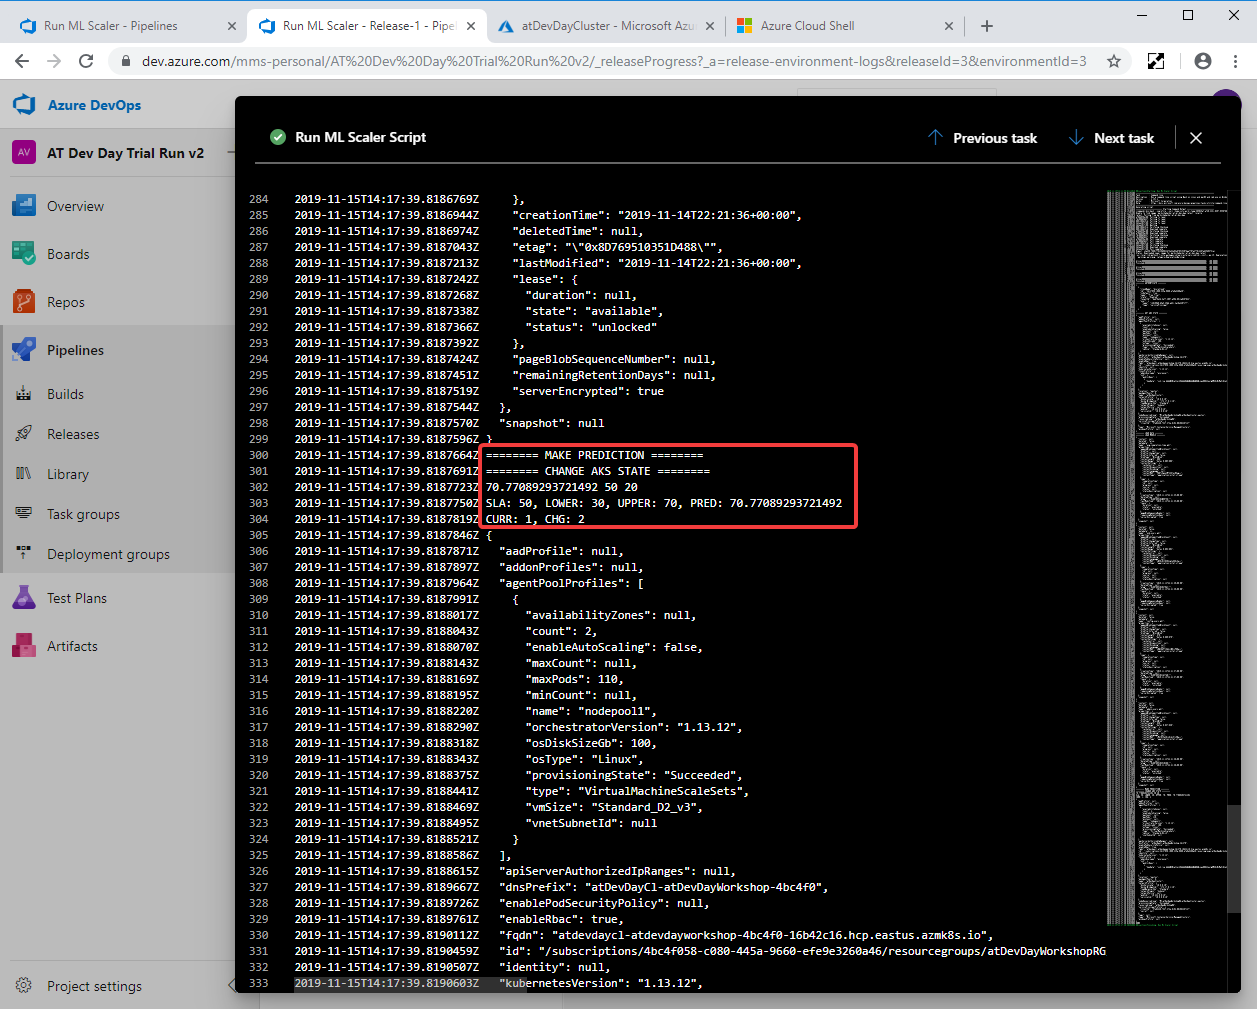 Run ML Scaler - Pipelines
Run ML Scaler - Release-1 - Pipel
atDevDayCluster - Microsoft Azu
Azure Cloud Shell
dev.azure.com/mms-personal/AT%20Dev%20Day%20Trial%20Run%20v2/_releaseProgress?_a=release-environment-logs&releaseId=3&environmentId=3
Azure DevOps
AV AT Dev Day Trial Run v2
Overview
Boards
Repos
Pipelines
Builds
Releases
Library
Task groups
Deployment groups
Test Plans
Artifacts
Project settings
Run ML Scaler Script
Previous task
Next task
284 2019-11-15T14:17:39.8186769Z },
285 2019-11-15T14:17:39.8186944Z "creationTime": "2019-11-14T22:21:36+00:00",
286 2019-11-15T14:17:39.8186974Z "deletedTime": null,
287 2019-11-15T14:17:39.8187043Z "etag": "\"0x8D769510351D488\"",
288 2019-11-15T14:17:39.8187213Z "lastModified": "2019-11-14T22:21:36+00:00",
289 2019-11-15T14:17:39.8187242Z "lease": {
290 2019-11-15T14:17:39.8187268Z "duration": null,
291 2019-11-15T14:17:39.8187338Z "state": "available",
292 2019-11-15T14:17:39.8187366Z "status": "unlocked"
293 2019-11-15T14:17:39.8187392Z },
294 2019-11-15T14:17:39.8187424Z "pageBlobSequenceNumber": null,
295 2019-11-15T14:17:39.8187451Z "remainingRetentionDays": null,
296 2019-11-15T14:17:39.8187519Z "serverEncrypted": true
297 2019-11-15T14:17:39.8187544Z },
298 2019-11-15T14:17:39.8187570Z "snapshot": null
299 2019-11-15T14:17:39.8187596Z }
300 2019-11-15T14:17:39.8187664Z ======== MAKE PREDICTION ========
301 2019-11-15T14:17:39.8187691Z ======== CHANGE AKS STATE ========
302 2019-11-15T14:17:39.8187723Z 70.77089293721492 50 20
303 2019-11-15T14:17:39.8187750Z SLA: 50, LOWER: 30, UPPER: 70, PRED: 70.77089293721492
304 2019-11-15T14:17:39.8187819Z CURR: 1, CHG: 2
305 2019-11-15T14:17:39.8187846Z {
306 2019-11-15T14:17:39.8187871Z "aadProfile": null,
307 2019-11-15T14:17:39.8187897Z "addonProfiles": null,
308 2019-11-15T14:17:39.8187964Z "agentPoolProfiles": [
309 2019-11-15T14:17:39.8187991Z {
310 2019-11-15T14:17:39.8188017Z "availabilityZones": null,
311 2019-11-15T14:17:39.8188043Z "count": 2,
312 2019-11-15T14:17:39.8188070Z "enableAutoScaling": false,
313 2019-11-15T14:17:39.8188143Z "maxCount": null,
314 2019-11-15T14:17:39.8188169Z "maxPods": 110,
315 2019-11-15T14:17:39.8188195Z "minCount": null,
316 2019-11-15T14:17:39.8188220Z "name": "nodepool1",
317 2019-11-15T14:17:39.8188290Z "orchestratorVersion": "1.13.12",
318 2019-11-15T14:17:39.8188318Z "osDiskSizeGb": 100,
319 2019-11-15T14:17:39.8188343Z "osType": "Linux",
320 2019-11-15T14:17:39.8188375Z "provisioningState": "Succeeded",
321 2019-11-15T14:17:39.8188441Z "type": "VirtualMachineScaleSets",
322 2019-11-15T14:17:39.8188469Z "vmSize": "Standard_D2_v3",
323 2019-11-15T14:17:39.8188495Z "vnetSubnetId": null
324 2019-11-15T14:17:39.8188521Z }
325 2019-11-15T14:17:39.8188586Z ],
326 2019-11-15T14:17:39.8188615Z "apiServerAuthorizedIpRanges": null,
327 2019-11-15T14:17:39.8189667Z "dnsPrefix": "atDevDayCl-atDevDayWorkshop-4bc4f0",
328 2019-11-15T14:17:39.8189726Z "enablePodSecurityPolicy": null,
329 2019-11-15T14:17:39.8189761Z "enableRbac": true,
330 2019-11-15T14:17:39.8190112Z "fqdn": "atdevdaycl-atdevdayworkshop-4bc4f0-16b42c16.hcp.eastus.azmk8s.io",
331 2019-11-15T14:17:39.8190459Z "id": "/subscriptions/4bc4f058-c080-445a-9660-efe9e3260a46/resourcegroups/atDevDayWorkshopRG
332 2019-11-15T14:17:39.8190507Z "identity": null,
333 2019-11-15T14:17:39.8190603Z "kubernetesVersion": "1.13.12",